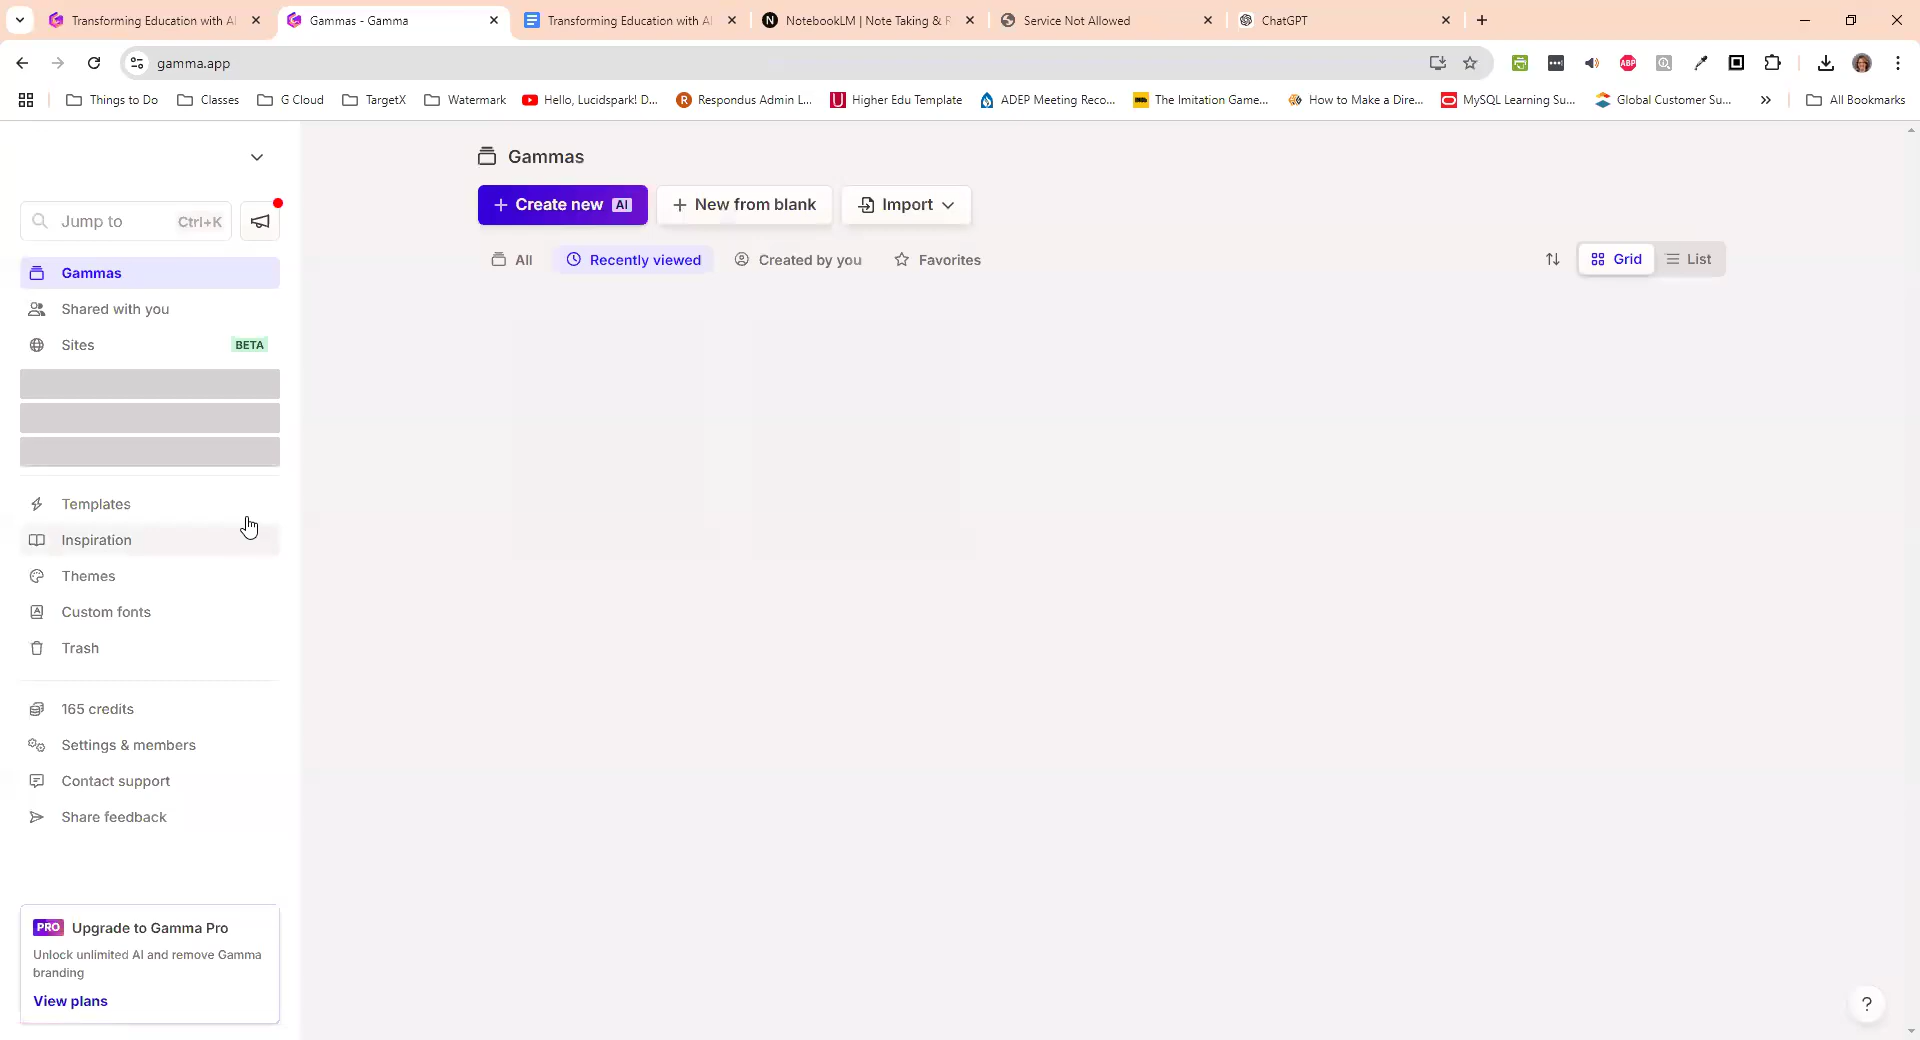 Transforming Education with AI
Gammas - Gamma
Transforming Education with AI
NotebookLM | Note Taking & R
Service Not Allowed
ChatGPT
gamma.app
Things to Do
Classes
G Cloud
TargetX
Watermark
Hello, Lucidspark! D...
Respondus Admin L...
Higher Edu Template
ADEP Meeting Reco...
The Imitation Game...
How to Make a Dire...
MySQL Learning Su...
Global Customer Su...
All Bookmarks
Jump to
Ctrl+K
Gammas
Shared with you
Sites
BETA
Templates
Inspiration
Themes
Custom fonts
Trash
165 credits
Settings & members
Contact support
Share feedback
PRO Upgrade to Gamma Pro
Unlock unlimited AI and remove Gamma
branding
View plans
Gammas
+ Create new AI
+ New from blank
Import
All
Recently viewed
Created by you
Favorites
Grid
List
?